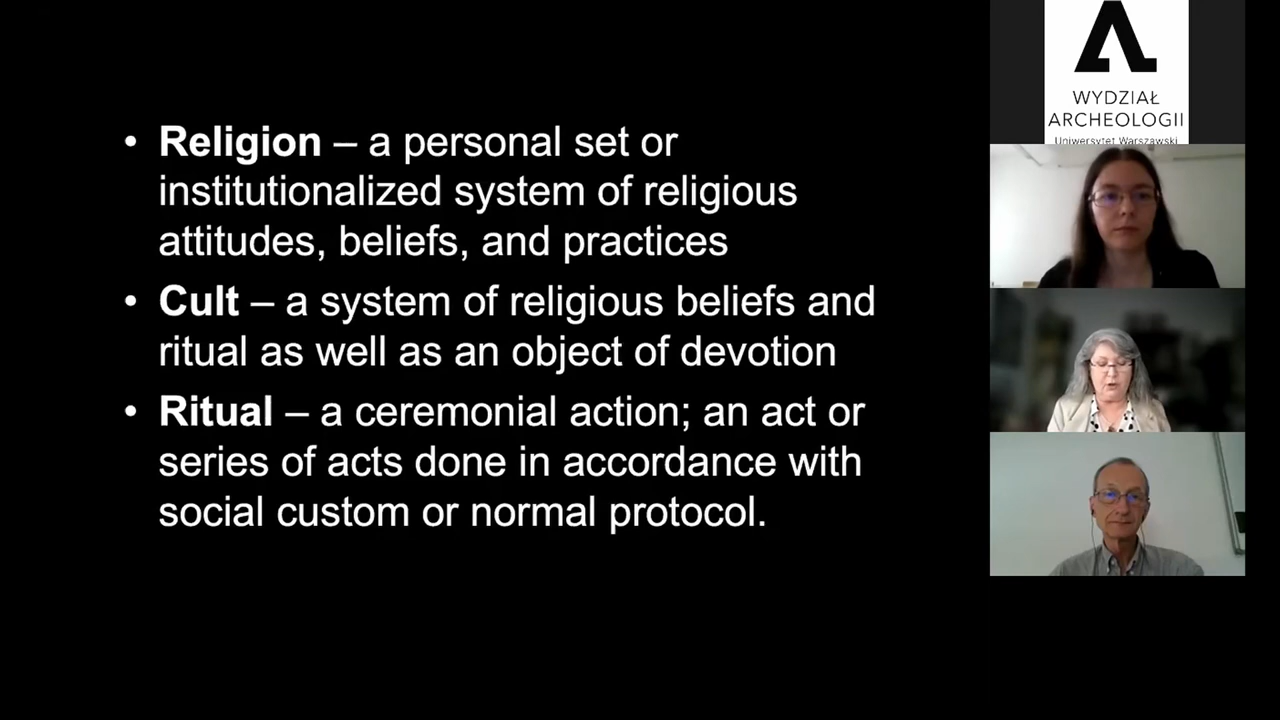 • Religion – a personal set or
institutionalized system of religious
attitudes, beliefs, and practices
• Cult – a system of religious beliefs and
ritual as well as an object of devotion
• Ritual – a ceremonial action; an act or
series of acts done in accordance with
social custom or normal protocol.
WYDZIAŁ
ARCHEOLOGII
Uniwersytet Warszawski